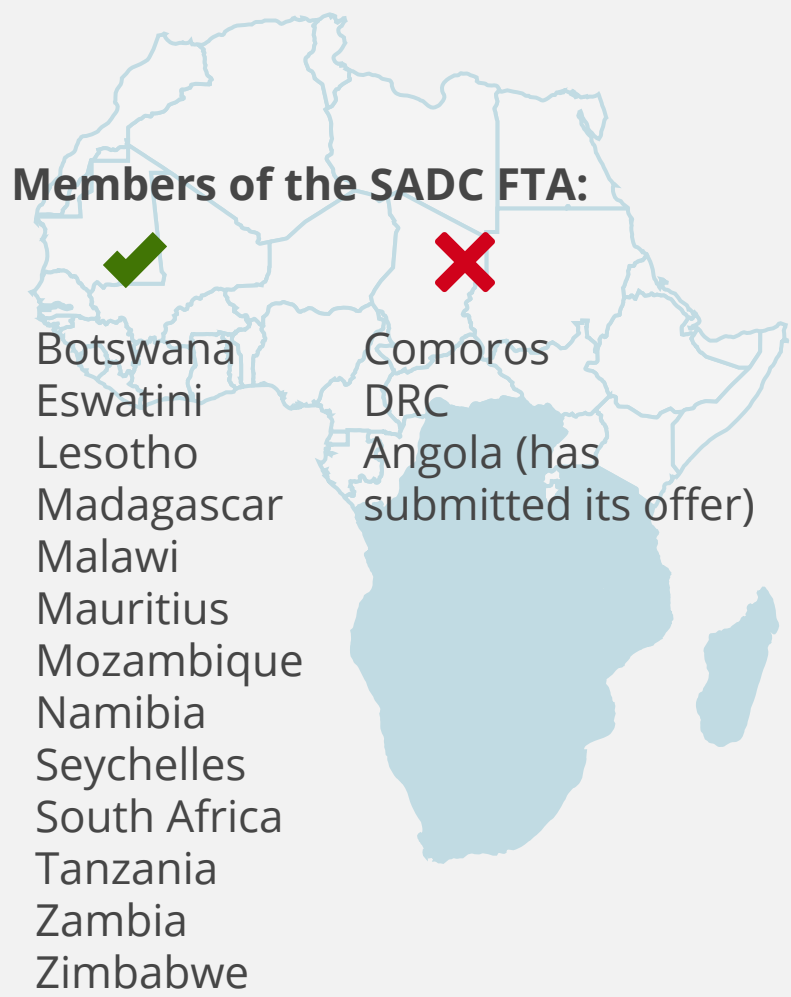 Members of the SADC FTA:
Botswana
Eswatini
Lesotho
Madagascar
Malawi
Mauritius
Mozambique
Namibia
Seychelles
South Africa
Tanzania
Zambia
Zimbabwe
Comoros
DRC
Angola (has
submitted its offer)